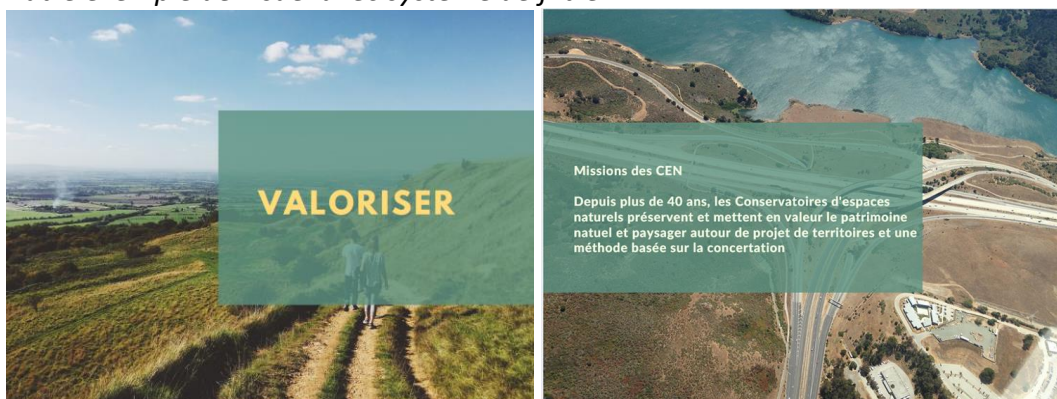 VALORISER
Missions des CEN
Depuis plus de 40 ans, les Conservatoires d'espaces
naturels préservent et mettent en valeur le patrimoine
natuel et paysager autour de projet de territoires et une
méthode basée sur la concertation